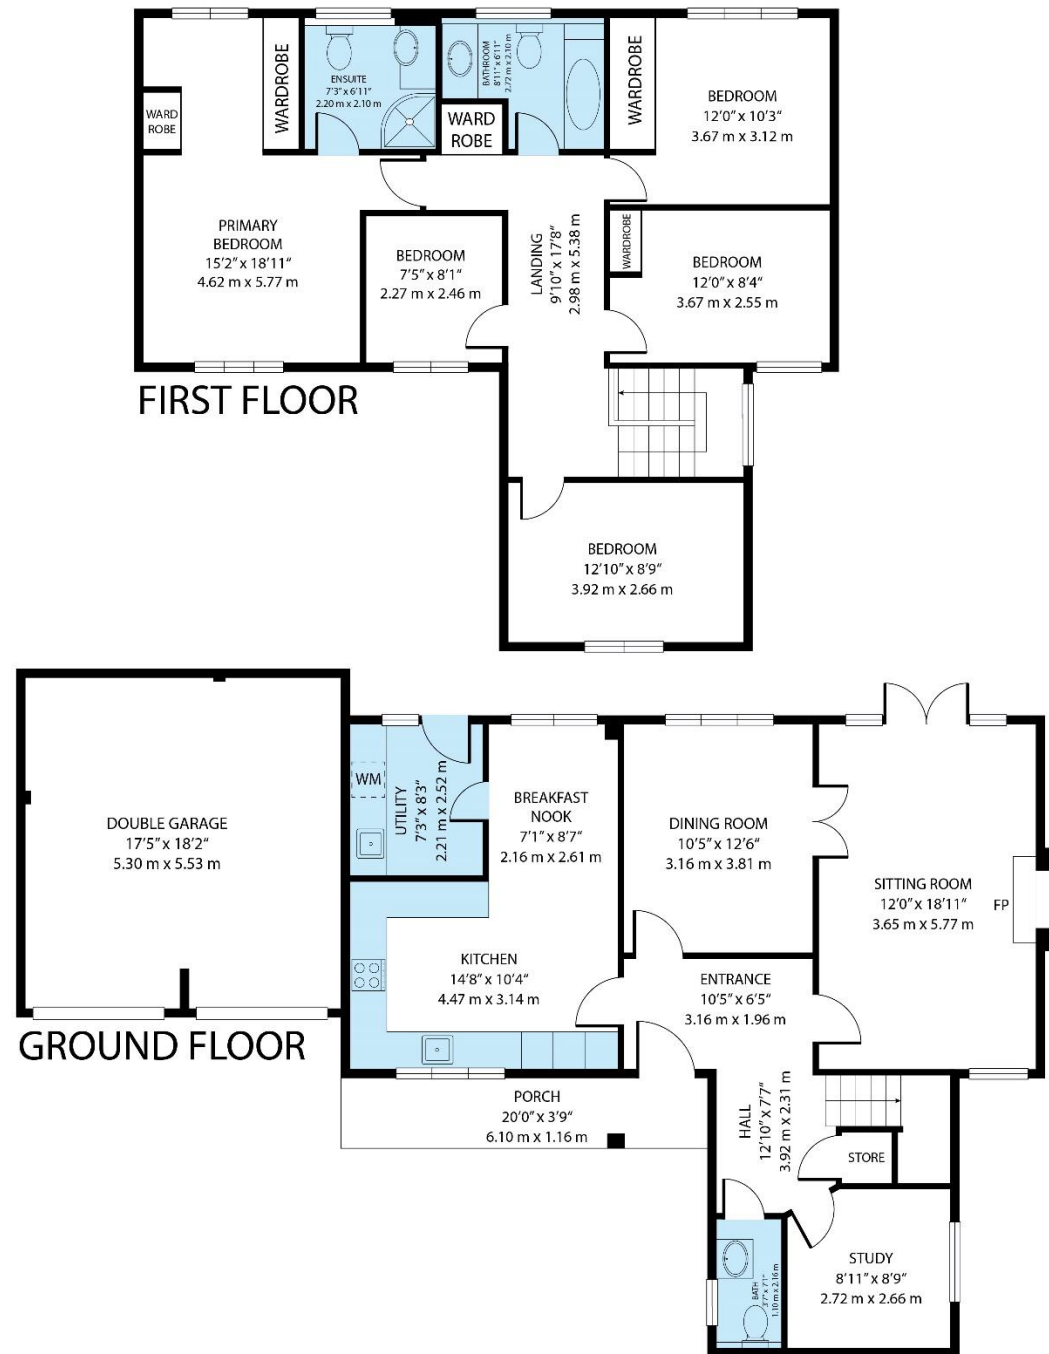 WARDROBE
ENSUITE
7'3" x 6'11"
2.20 m x 2.10 m
BATHROOM
8'11" x 6'11"
2.72 m x 2.10 m
WARDROBE
BEDROOM
12'0" x 10'3"
3.67 m x 3.12 m
WARD
ROBE
WARD
ROBE
PRIMARY
BEDROOM
15'2" x 18'11"
4.62 m x 5.77 m
BEDROOM
7'5" x 8'1"
2.27 m x 2.46 m
LANDING
9'10" x 17'8"
2.98 m x 5.38 m
WARDROBE
BEDROOM
12'0" x 8'4"
3.67 m x 2.55 m
FIRST FLOOR
BEDROOM
12'10" x 8'9"
3.92 m x 2.66 m
DOUBLE GARAGE
17'5" x 18'2"
5.30 m x 5.53 m
WM
UTILITY
7'3" x 8'3"
2.21 m x 2.52 m
BREAKFAST
NOOK
7'1" x 8'7"
2.16 m x 2.61 m
DINING ROOM
10'5" x 12'6"
3.16 m x 3.81 m
SITTING ROOM
12'0" x 18'11"
3.65 m x 5.77 m
FP
KITCHEN
14'8" x 10'4"
4.47 m x 3.14 m
ENTRANCE
10'5" x 6'5"
3.16 m x 1.96 m
GROUND FLOOR
PORCH
20'0" x 3'9"
6.10 m x 1.16 m
HALL
12'10" x 7'7"
3.92 m x 2.31 m
STORE
BATH
3'7" x 7'1"
1.10 m x 2.16 m
STUDY
8'11" x 8'9"
2.72 m x 2.66 m